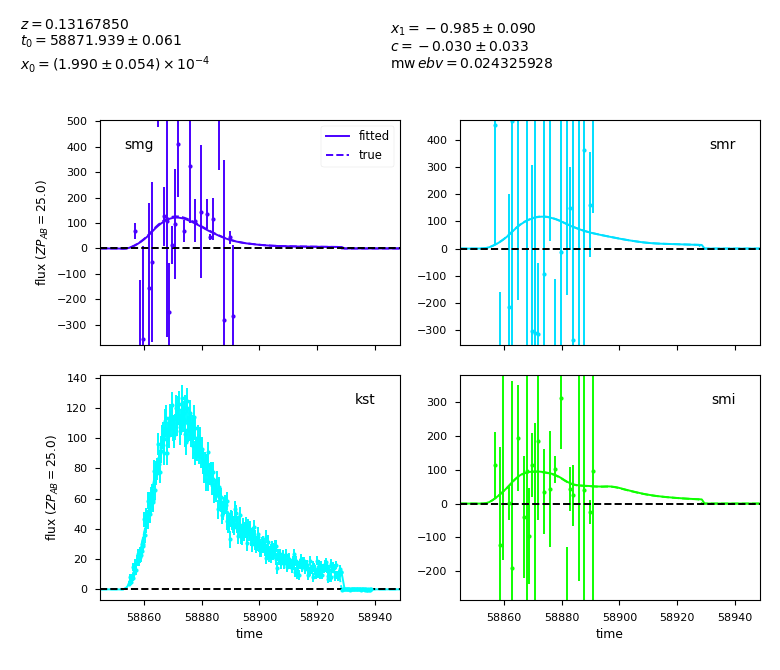 z = 0.13167850
t0 = 58871.939 ± 0.061
x0 = (1.990 ± 0.054) × 10^−4
x1 = −0.985 ± 0.090
c = −0.030 ± 0.033
mwebv = 0.024325928
500
400
300
200
100
0
−100
−200
−300
flux (ZP_AB = 25.0)
smg
fitted
true
400
300
200
100
0
−100
−200
−300
smr
140
120
100
80
60
40
20
0
flux (ZP_AB = 25.0)
kst
58860 58880 58900 58920 58940
time
300
200
100
0
−100
−200
smi
58860 58880 58900 58920 58940
time